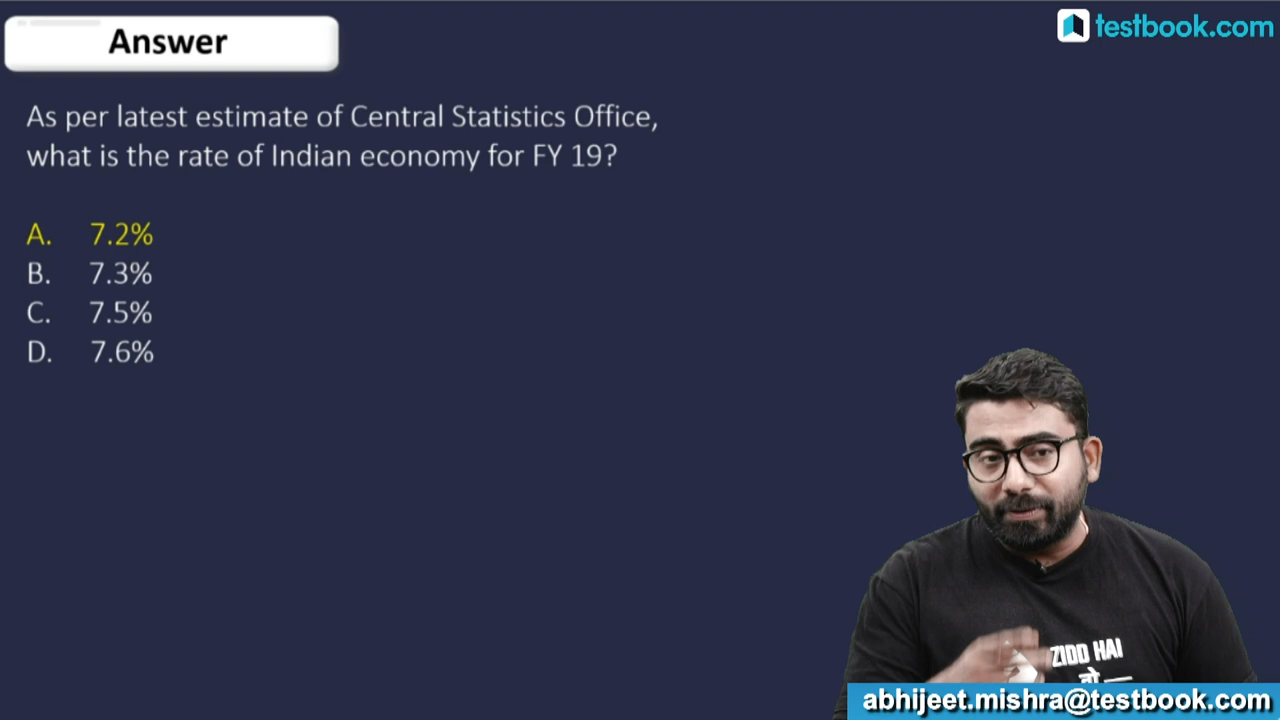 Answer
testbook.com
As per latest estimate of Central Statistics Office,
what is the rate of Indian economy for FY 19?
A. 7.2%
B. 7.3%
C. 7.5%
D. 7.6%
ZIDD HAI
तो
abhijeet.mishra@testbook.com